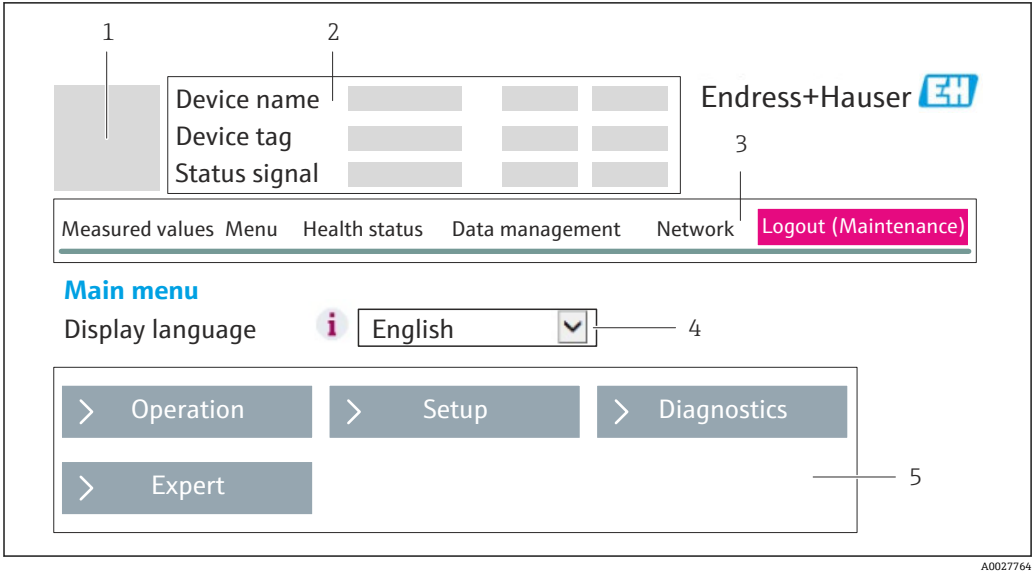 1 2
Device name
Endress+Hauser EH
Device tag
3
Status signal
Measured values Menu Health status Data management Network Logout (Maintenance)
Main menu
Display language i English 4
> Operation > Setup > Diagnostics
> Expert 5
A0027764